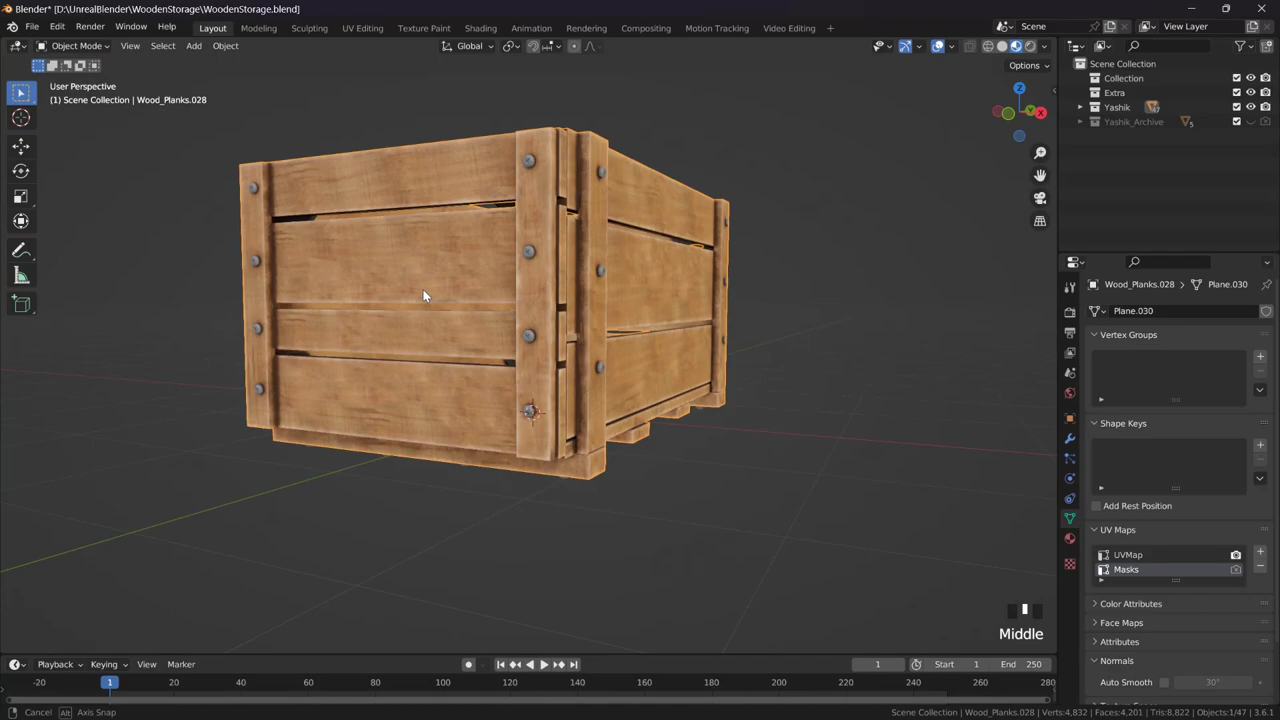 Blender* [D:\UnrealBlender\WoodenStorage\WoodenStorage.blend]
File Edit Render Window Help Layout Modeling Sculpting UV Editing Animation Texture Paint Shading Animation Rendering Compositing Motion Tracking Video Editing + Scene View Layer
Object Mode View Select Add Object Global
Options
User Perspective
(1) Scene Collection | Wood_Planks.028
Z
Y
X
Scene Collection
Collection
Extra
Yashik 47
Yashik_Archive 5
Wood_Planks.028 > Plane.030
Plane.030
Vertex Groups
Shape Keys
Add Rest Position
UV Maps
UVMap
Masks
Color Attributes
Face Maps
Attributes
Normals
Auto Smooth 30°
Middle
Playback Keying View Marker 1 Start 1 End 250
-20 1 20 40 60 80 100 120 140 160 180 200 220 240 260 280
Cancel Alt Axis Snap Scene Collection | Wood_Planks.028 | Verts:4,832 | Faces:4,201 | Tris:8,822 | Objects:1/47 | 3.6.1